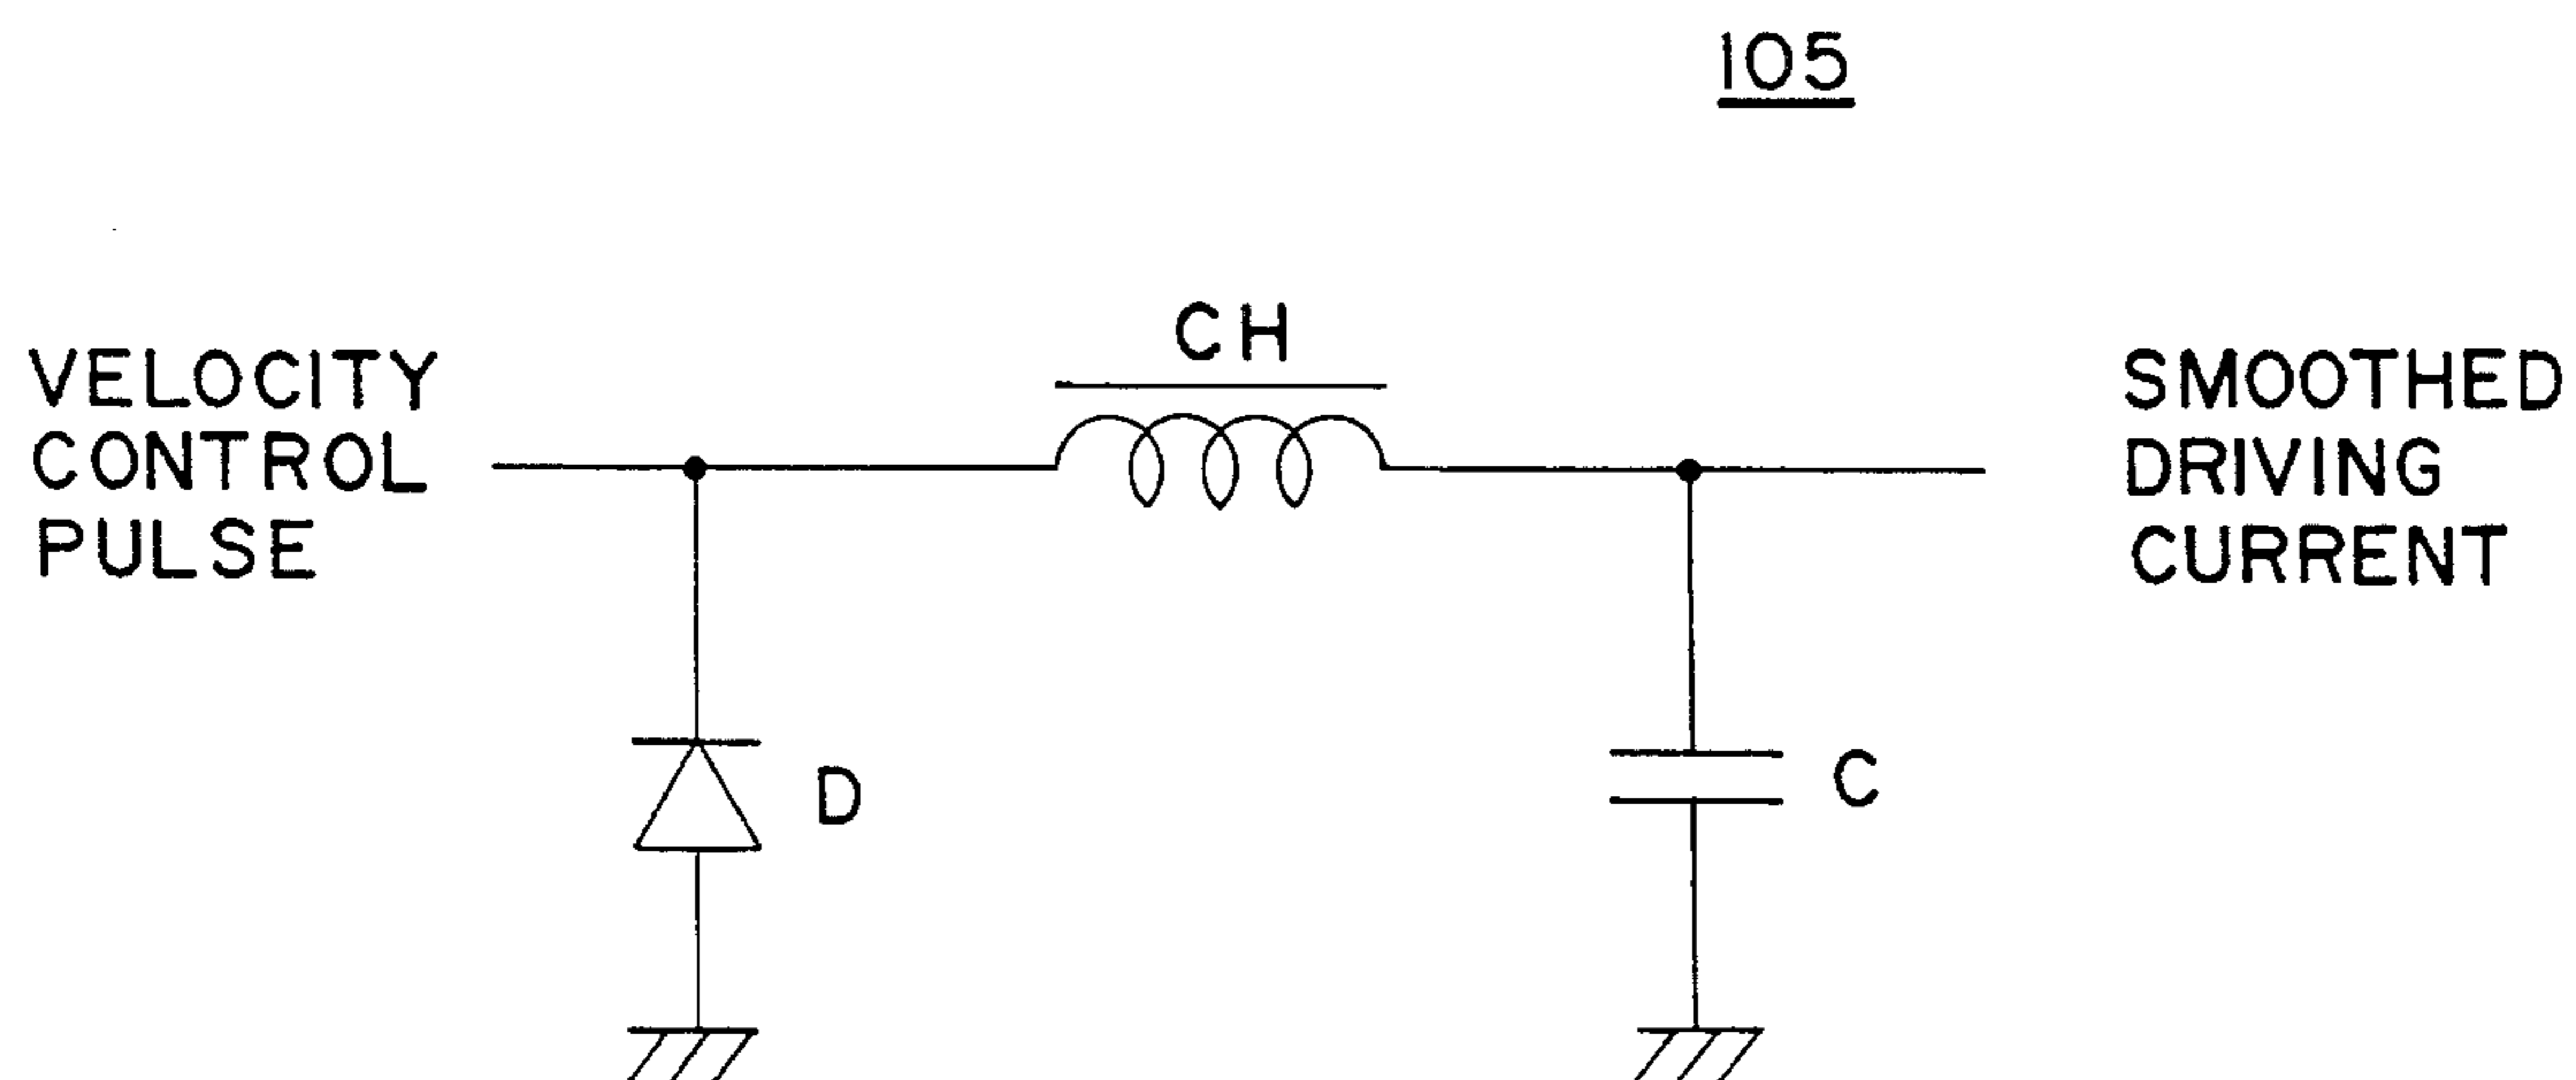 105
CH
VELOCITY
CONTROL
PULSE
SMOOTHED
DRIVING
CURRENT
D
C